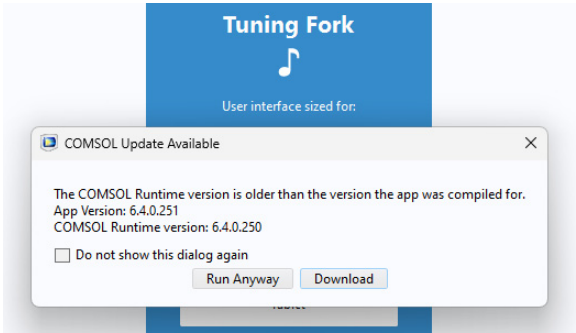 Tuning Fork
User interface sized for:
COMSOL Update Available
The COMSOL Runtime version is older than the version the app was compiled for.
App Version: 6.4.0.251
COMSOL Runtime version: 6.4.0.250
Do not show this dialog again
Run Anyway Download
Tablet